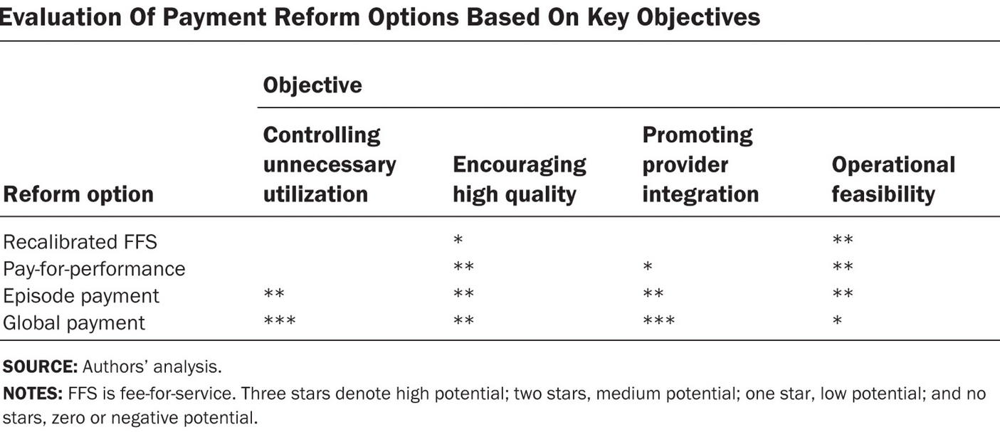 Evaluation Of Payment Reform Options Based On Key Objectives
Objective
Controlling
unnecessary
utilization
Encouraging
high quality
Promoting
provider
integration
Operational
feasibility
Reform option
Recalibrated FFS * **
Pay-for-performance ** * **
Episode payment ** ** ** **
Global payment *** ** *** *
SOURCE: Authors’ analysis.
NOTES: FFS is fee-for-service. Three stars denote high potential; two stars, medium potential; one star, low potential; and no
stars, zero or negative potential.